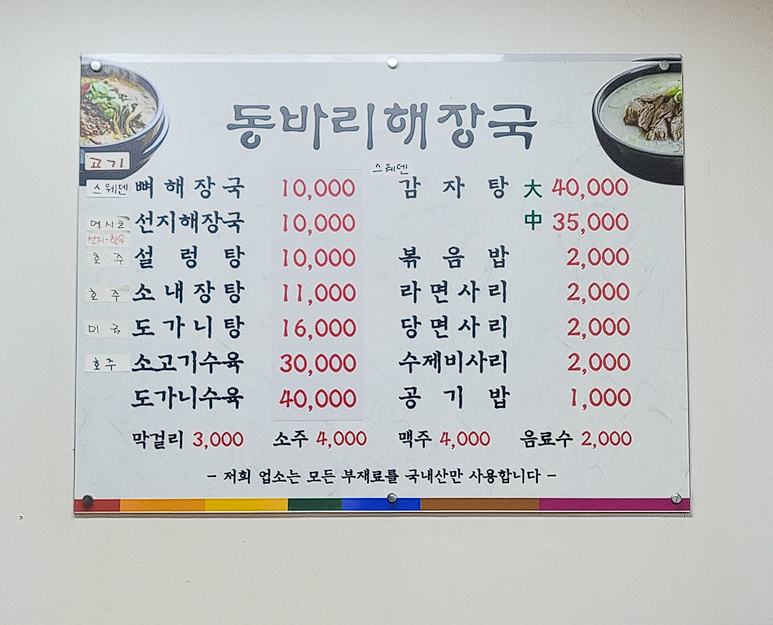 동바리해장국
고기
스웨덴 뼈해장국 10,000 스웨덴 감자탕 大 40,000
멕시코 선지해장국 10,000 中 35,000
선지-한우
호주 설렁탕 10,000 볶음밥 2,000
호주 소내장탕 11,000 라면사리 2,000
미국 도가니탕 16,000 당면사리 2,000
호주 소고기수육 30,000 수제비사리 2,000
도가니수육 40,000 공기밥 1,000
막걸리 3,000 소주 4,000 맥주 4,000 음료수 2,000
- 저희 업소는 모든 부재료를 국내산만 사용합니다 -